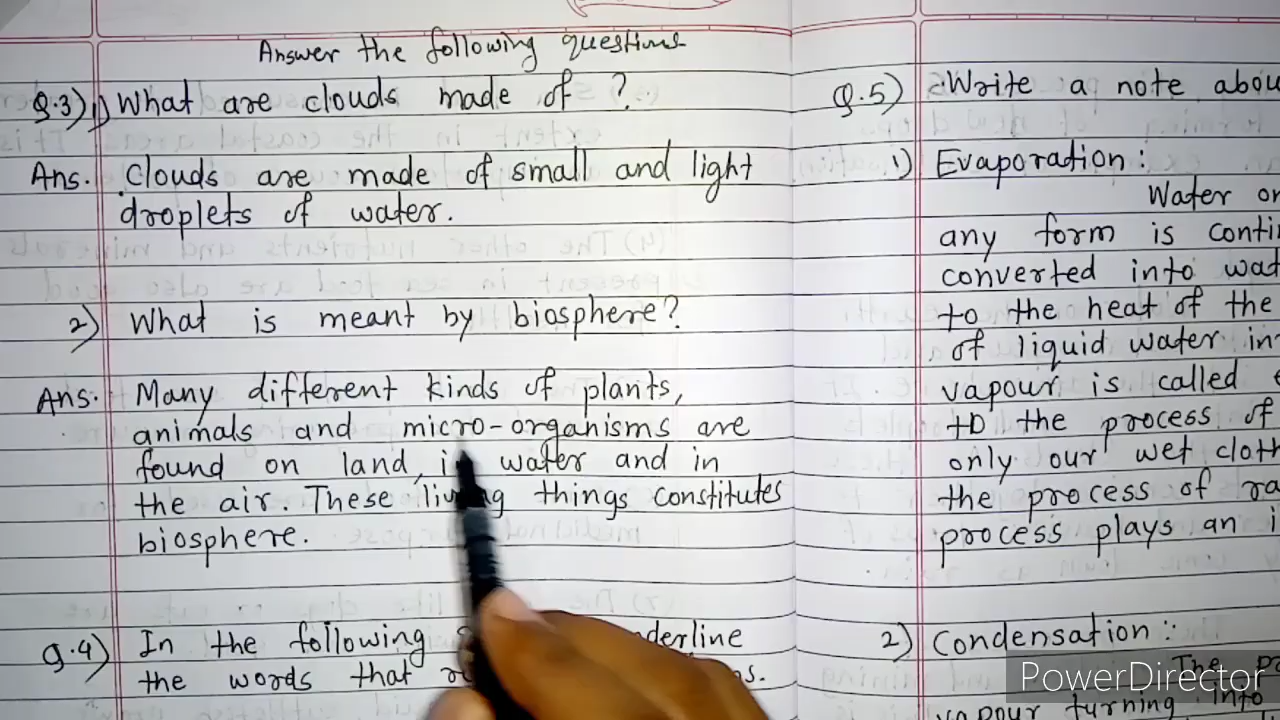 Answer the following questions
Q.3) 1) What are clouds made of ?
Ans. Clouds are made of small and light
droplets of water.
2) What is meant by biosphere?
Ans. Many different kinds of plants,
animals and micro-organisms are
found on land, in water and in
the air. These living things constitutes
biosphere.
Q.4) In the following
the words that
Q.5) Write a note
1) Evaporation:
Water
any form is
converted into
to the heat of the
of liquid water
vapour is called
to the process of
only our wet
the process of
process plays an
2) Condensation:
The
vapour turning into
PowerDirector